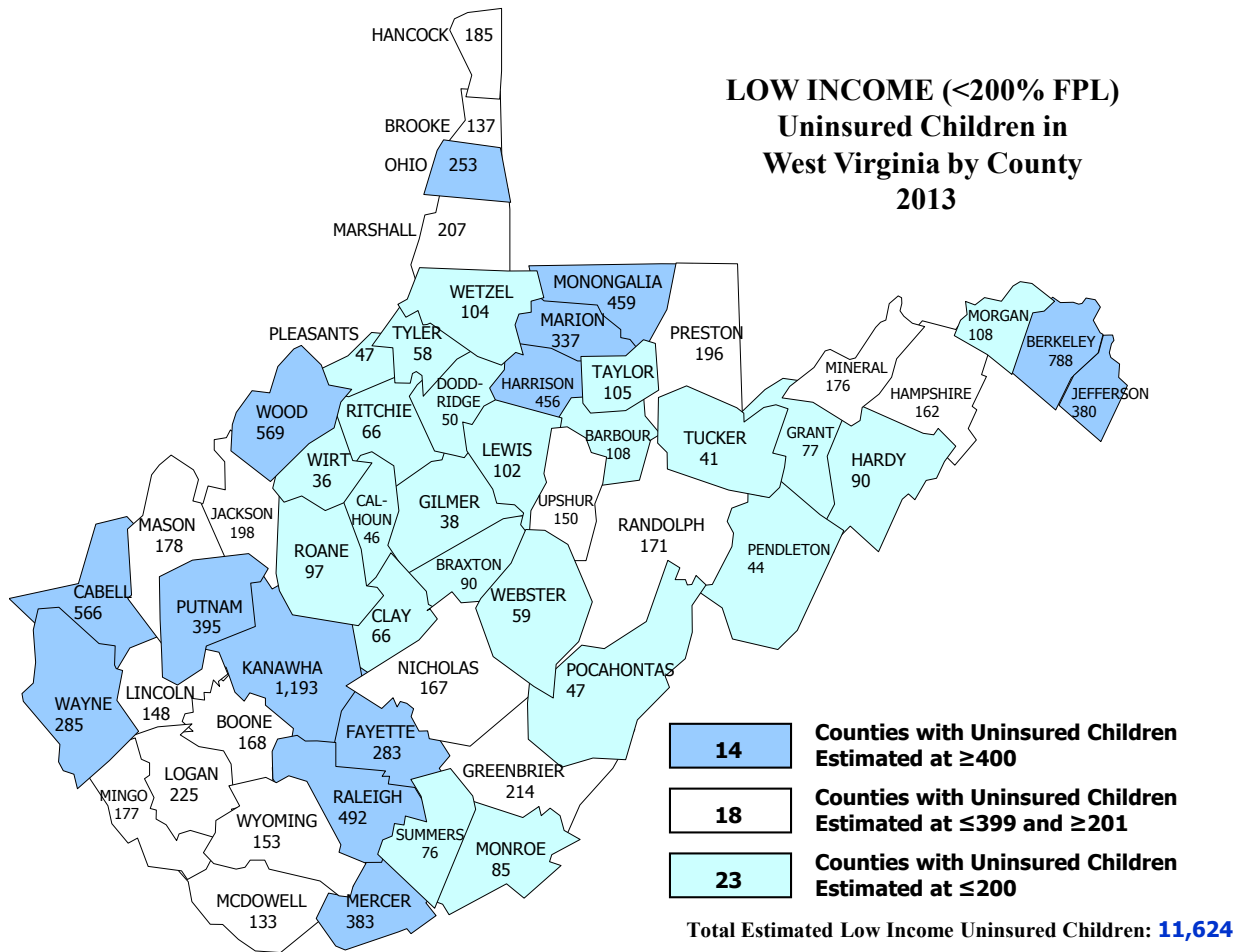 LOW INCOME (<200% FPL)
Uninsured Children in
West Virginia by County
2013
HANCOCK 185
BROOKE 137
OHIO 253
MARSHALL 207
WETZEL
104
MONONGALIA
459
MARION
337
PRESTON
196
MORGAN
108
BERKELEY
788
JEFFERSON
380
MINERAL
176
HAMPSHIRE
162
PLEASANTS
47
TYLER
58
DODD-
RIDGE
50
HARRISON
456
TAYLOR
105
WOOD
569
RITCHIE
66
BARBOUR
108
TUCKER
41
GRANT
77
HARDY
90
WIRT
36
LEWIS
102
CAL-
HOUN
46
GILMER
38
UPSHUR
150
RANDOLPH
171
PENDLETON
44
MASON
178
JACKSON
198
ROANE
97
BRAXTON
90
WEBSTER
59
CABELL
566
PUTNAM
395
CLAY
66
KANAWHA
1,193
NICHOLAS
167
POCAHONTAS
47
WAYNE
285
LINCOLN
148
BOONE
168
FAYETTE
283
GREENBRIER
214
LOGAN
225
MINGO
177
RALEIGH
492
WYOMING
153
SUMMERS
76
MONROE
85
MCDOWELL
133
MERCER
383
14 Counties with Uninsured Children
Estimated at ≥400
18 Counties with Uninsured Children
Estimated at ≤399 and ≥201
23 Counties with Uninsured Children
Estimated at ≤200
Total Estimated Low Income Uninsured Children: 11,624